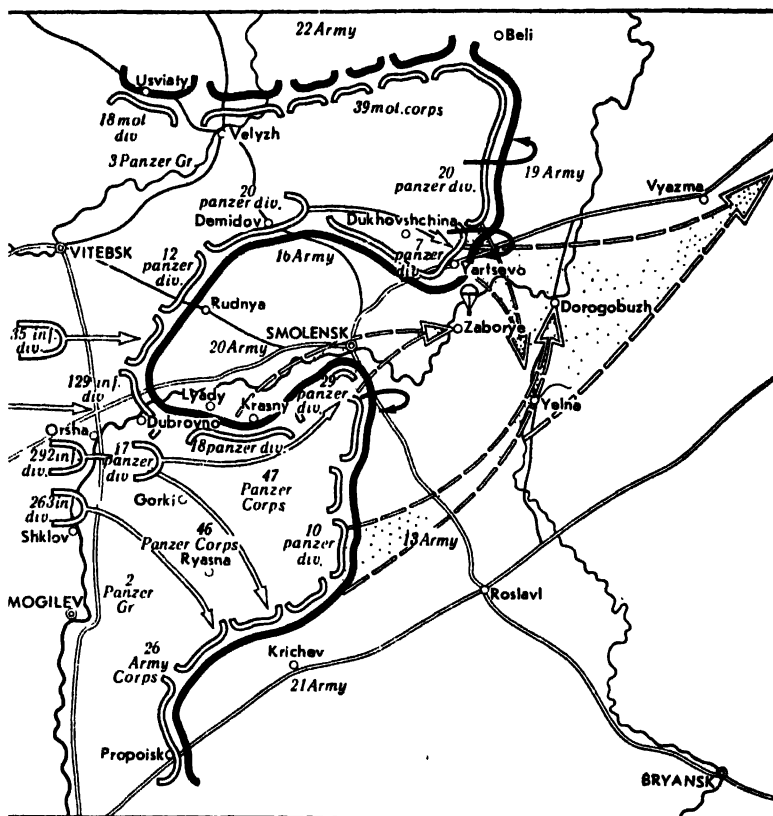 22 Army
Beli
Usviaty
18 mot
div
39 mot. corps
Velyzh
3 Panzer Gr.
20
panzer div.
19 Army
20
panzer div.
Vyazma
Demidov
Dukhovshchina
VITEBSK
12
panzer
div.
16 Army
7
panzer
div
Yartsevo
Rudnya
Dorogobuzh
35 inf.
div
SMOLENSK
Zaborye
20 Army
129 inf.
div
Lyady
Krasny
29
panzer
div.
Yelna
Orsha
Dubrovno
18 panzer div.
292 inf.
div.
17
panzer
div
47
Panzer
Corps
263 in
div
Gorki
Shklov
46
Panzer Corps
10
panzer
div.
13 Army
Ryasna
2
Panzer
Gr
MOGILEV
Roslavl
26
Army
Corps
Krichev
21 Army
Propoisk
BRYANSK